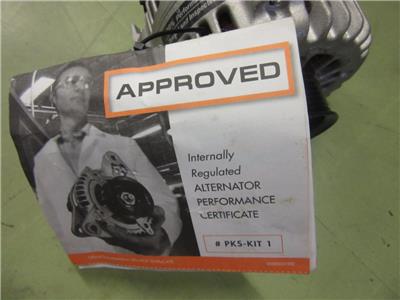 APPROVED
Internally
Regulated
ALTERNATOR
PERFORMANCE
CERTIFICATE
# PKS-KIT 1